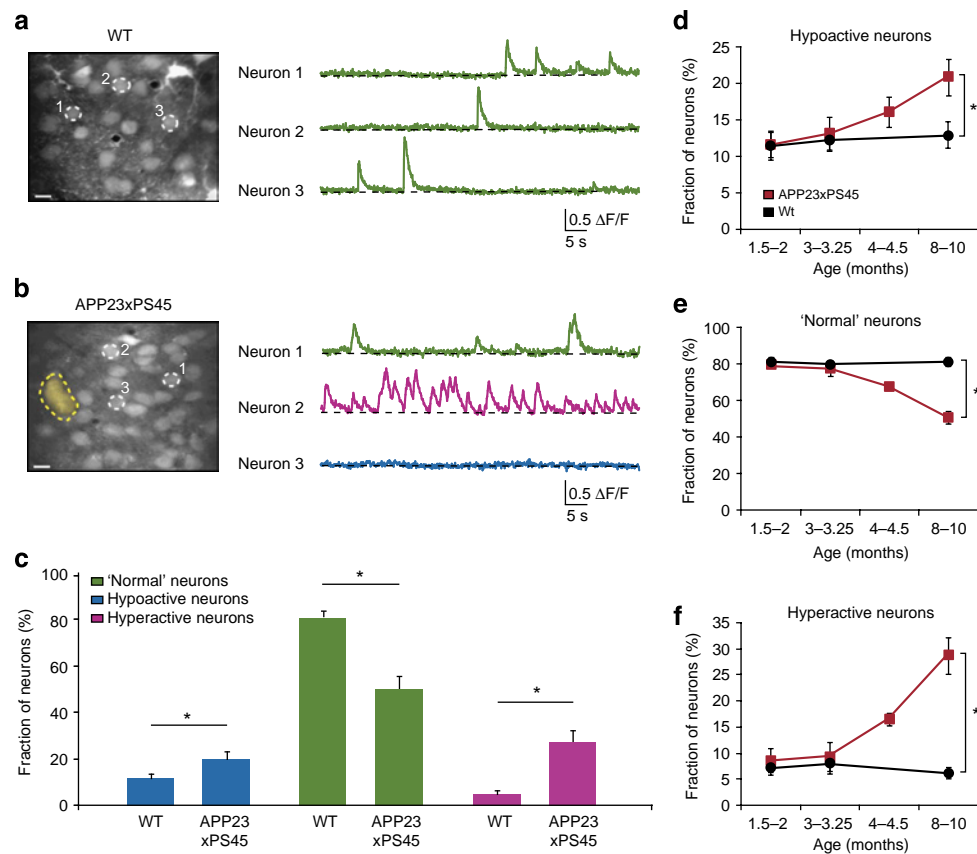 a
WT
1
2
3
Neuron 1
Neuron 2
Neuron 3
0.5 ΔF/F
5 s
b
APP23xPS45
2
1
3
Neuron 1
Neuron 2
Neuron 3
0.5 ΔF/F
5 s
c
Fraction of neurons (%)
100
80
60
40
20
0
'Normal' neurons
Hypoactive neurons
Hyperactive neurons
*
*
*
WT
APP23
xPS45
WT
APP23
xPS45
WT
APP23
xPS45
d
Hypoactive neurons
Fraction of neurons (%)
25
20
15
10
5
0
APP23xPS45
Wt
*
1.5–2
3–3.25
4–4.5
8–10
Age (months)
e
'Normal' neurons
Fraction of neurons (%)
100
80
60
40
20
0
*
1.5–2
3–3.25
4–4.5
8–10
Age (months)
f
Hyperactive neurons
Fraction of neurons (%)
35
30
25
20
15
10
5
0
*
1.5–2
3–3.25
4–4.5
8–10
Age (months)